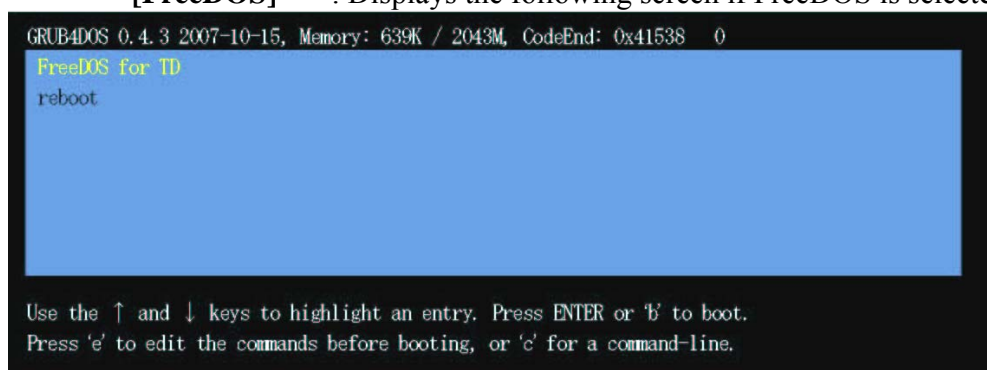 [FreeDOS] : Displays the following screen if FreeDOS is selecte
GRUB4DOS 0.4.3 2007-10-15, Memory: 639K / 2043M, CodeEnd: 0x41538 0
FreeDOS for TD
reboot
Use the ↑ and ↓ keys to highlight an entry. Press ENTER or 'b' to boot.
Press 'e' to edit the commands before booting, or 'c' for a command-line.